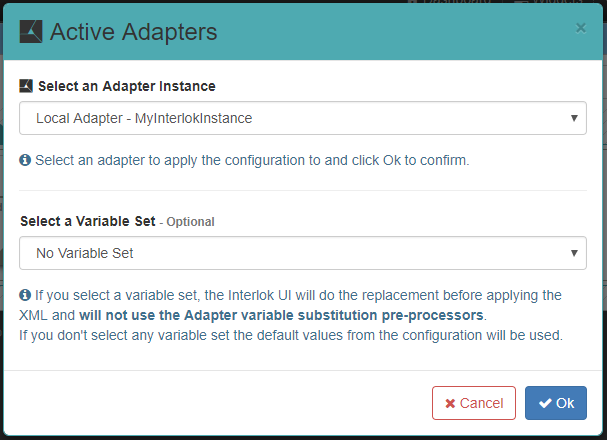 Active Adapters
×
Select an Adapter Instance
Local Adapter - MyInterlokInstance
Select an adapter to apply the configuration to and click Ok to confirm.
Select a Variable Set - Optional
No Variable Set
If you select a variable set, the Interlok UI will do the replacement before applying the
XML and will not use the Adapter variable substitution pre-processors.
If you don't select any variable set the default values from the configuration will be used.
Cancel
Ok